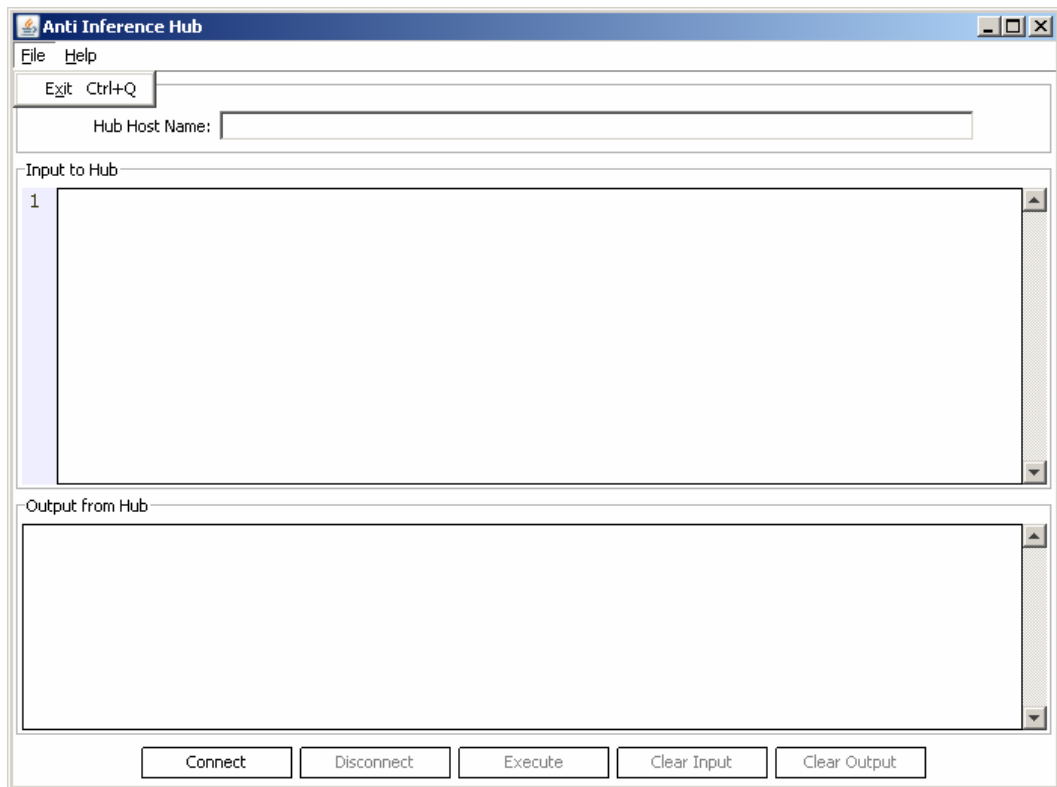 Anti Inference Hub
File Help
Exit Ctrl+Q
Hub Host Name:
Input to Hub
1
Output from Hub
Connect Disconnect Execute Clear Input Clear Output